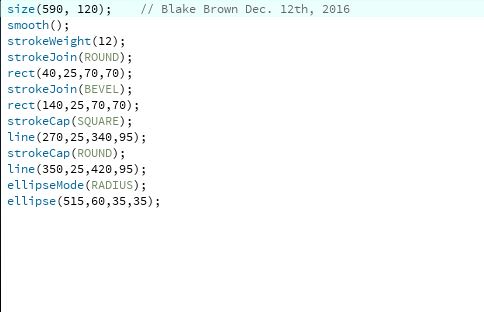 size(590, 120);    // Blake Brown Dec. 12th, 2016
smooth();
strokeWeight(12);
strokeJoin(ROUND);
rect(40,25,70,70);
strokeJoin(BEVEL);
rect(140,25,70,70);
strokeCap(SQUARE);
line(270,25,340,95);
strokeCap(ROUND);
line(350,25,420,95);
ellipseMode(RADIUS);
ellipse(515,60,35,35);